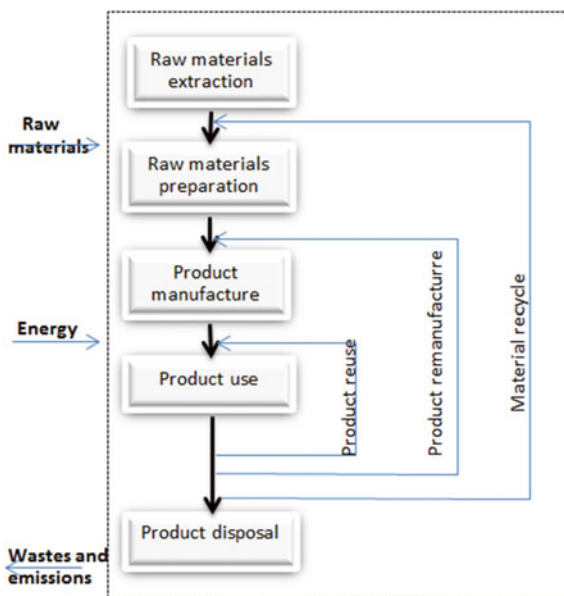 Raw materials
extraction
Raw
materials
Raw materials
preparation
Product
manufacture
Energy
Product use
Product reuse
Product remanufacturre
Material recycle
Product disposal
Wastes and
emissions